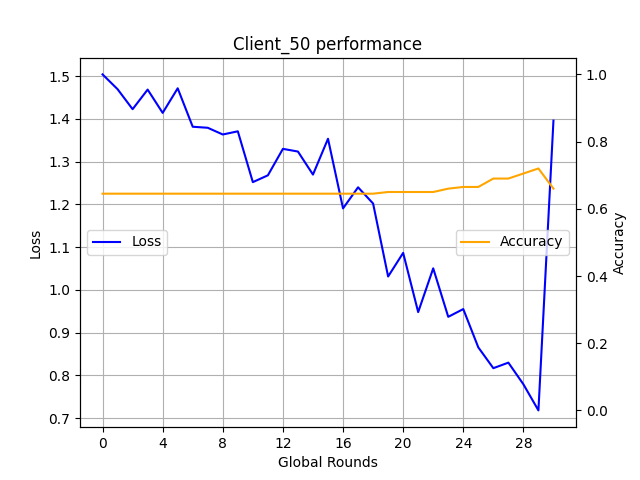 Client_50 performance
1.5
1.4
1.3
1.2
1.1
1.0
0.9
0.8
0.7
Loss
Loss
Accuracy
1.0
0.8
0.6
0.4
0.2
0.0
Accuracy
0 4 8 12 16 20 24 28
Global Rounds